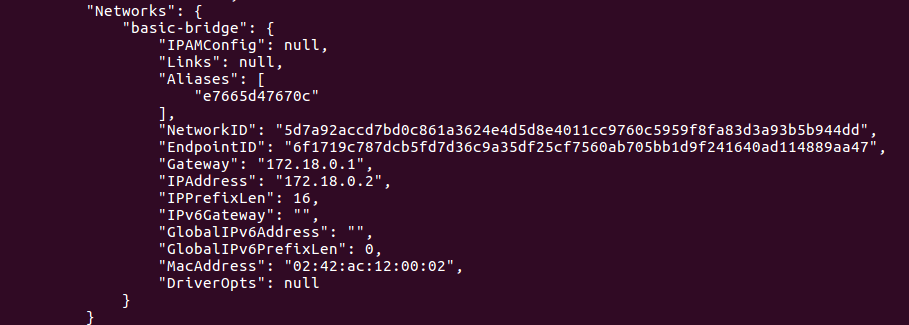 "Networks": {
"basic-bridge": {
"IPAMConfig": null,
"Links": null,
"Aliases": [
"e7665d47670c"
],
"NetworkID": "5d7a92accd7bd0c861a3624e4d5d8e4011cc9760c5959f8fa83d3a93b5b944dd",
"EndpointID": "6f1719c787dcb5fd7d36c9a35df25cf7560ab705bb1d9f241640ad114889aa47",
"Gateway": "172.18.0.1",
"IPAddress": "172.18.0.2",
"IPPrefixLen": 16,
"IPv6Gateway": "",
"GlobalIPv6Address": "",
"GlobalIPv6PrefixLen": 0,
"MacAddress": "02:42:ac:12:00:02",
"DriverOpts": null
}
}